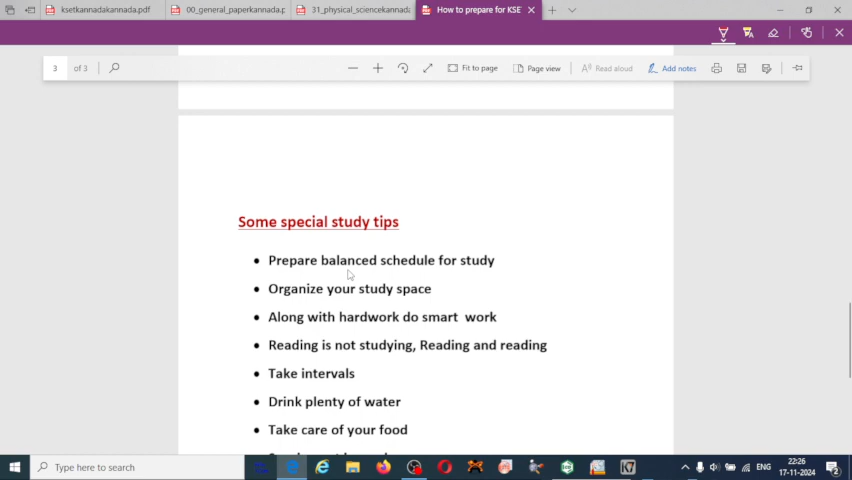 ksetkannadakannada.pdf
00_general_paperkannada.p
31_physical_sciencekannada
How to prepare for KSE
3 of 3
Fit to page
Page view
Read aloud
Add notes
Some special study tips
• Prepare balanced schedule for study
• Organize your study space
• Along with hardwork do smart work
• Reading is not studying, Reading and reading
• Take intervals
• Drink plenty of water
• Take care of your food
Type here to search
ENG
22:26
17-11-2024
2